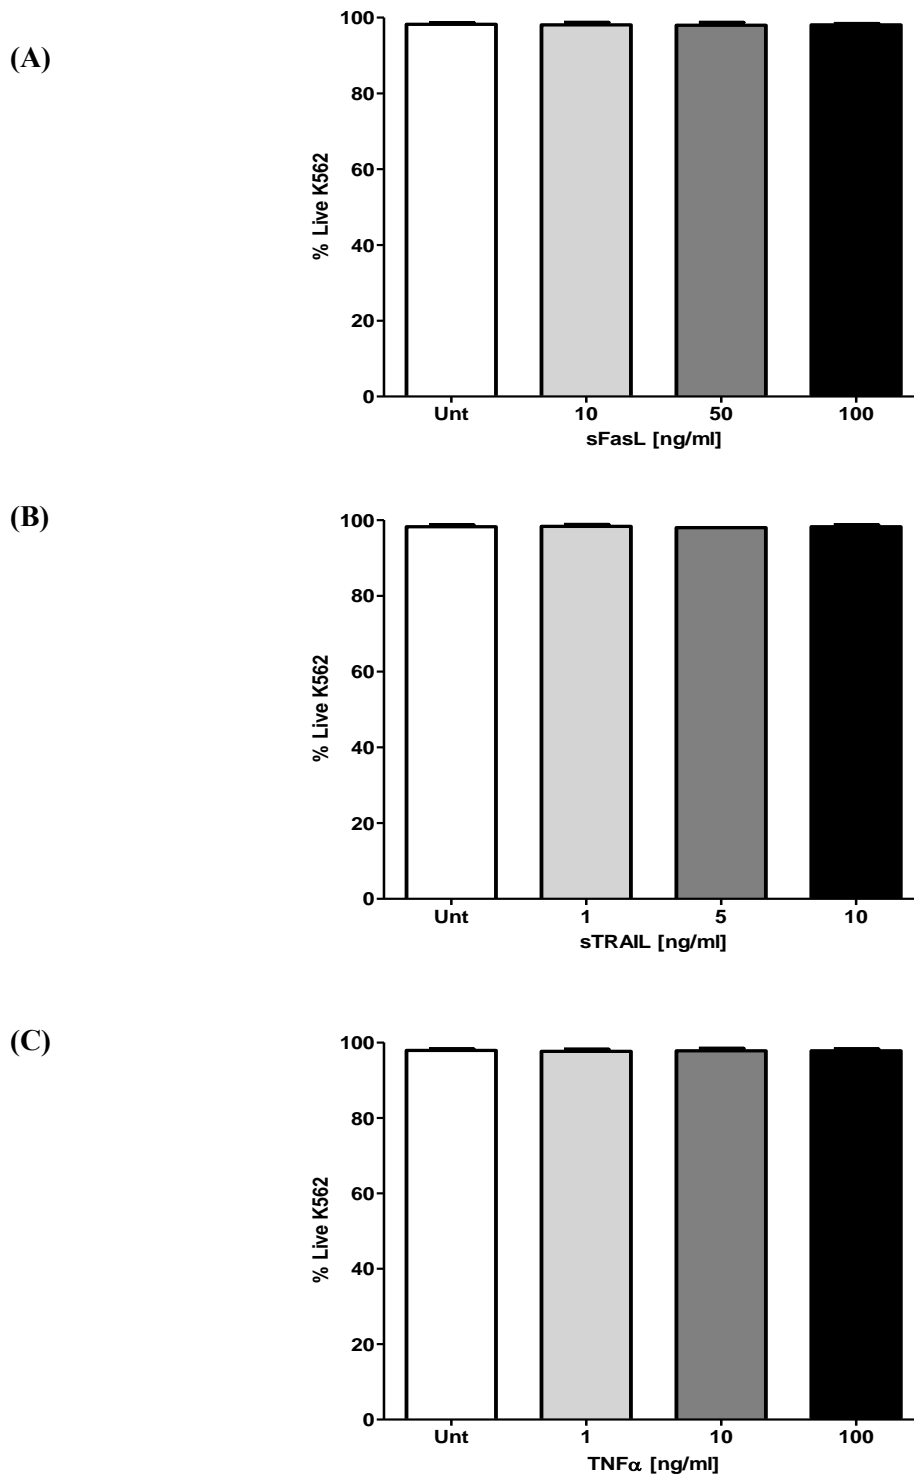 (A)
% Live K562
100
80
60
40
20
0
Unt 10 50 100
sFasL [ng/ml]
(B)
% Live K562
100
80
60
40
20
0
Unt 1 5 10
sTRAIL [ng/ml]
(C)
% Live K562
100
80
60
40
20
0
Unt 1 10 100
TNFα [ng/ml]